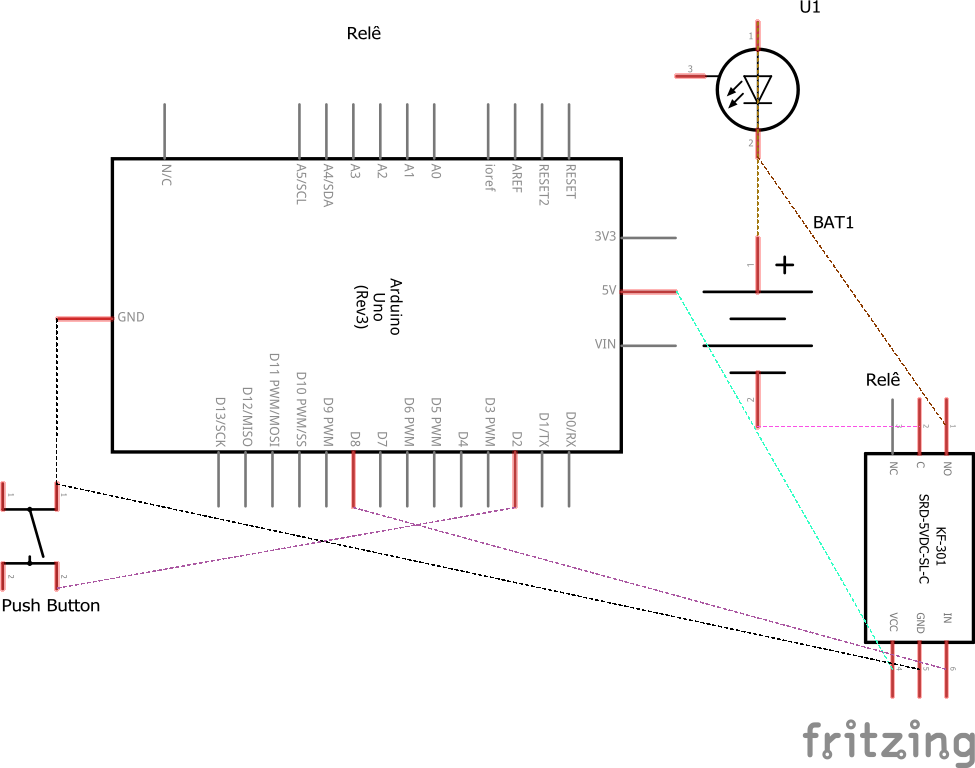 U1
Relê
1
3
2
N/C
A5/SCL
A4/SDA
A3
A2
A1
A0
ioref
AREF
RESET2
RESET
BAT1
3V3
1
+
5V
Arduino
Uno
(Rev3)
GND
VIN
Relê
D13/SCK
D12/MISO
D11 PWM/MOSI
D10 PWM/SS
D9 PWM
D8
D7
D6 PWM
D5 PWM
D4
D3 PWM
D2
D1/TX
D0/RX
2
2
1
NC
C
NO
1
1
KF-301
SRD-5VDC-SL-C
2
2
Push Button
VCC
GND
IN
4
5
6
fritzing